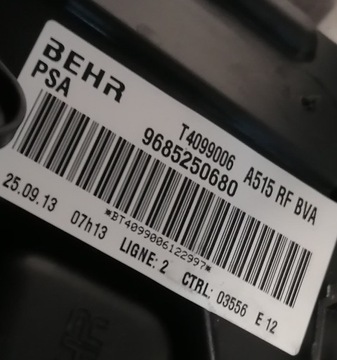 BEHR
PSA
T4099006 A515 RF BVA
9685250680
*BT4099006122997*
25.09.13 07h13 LIGNE: 2 CTRL: 03556 E 12